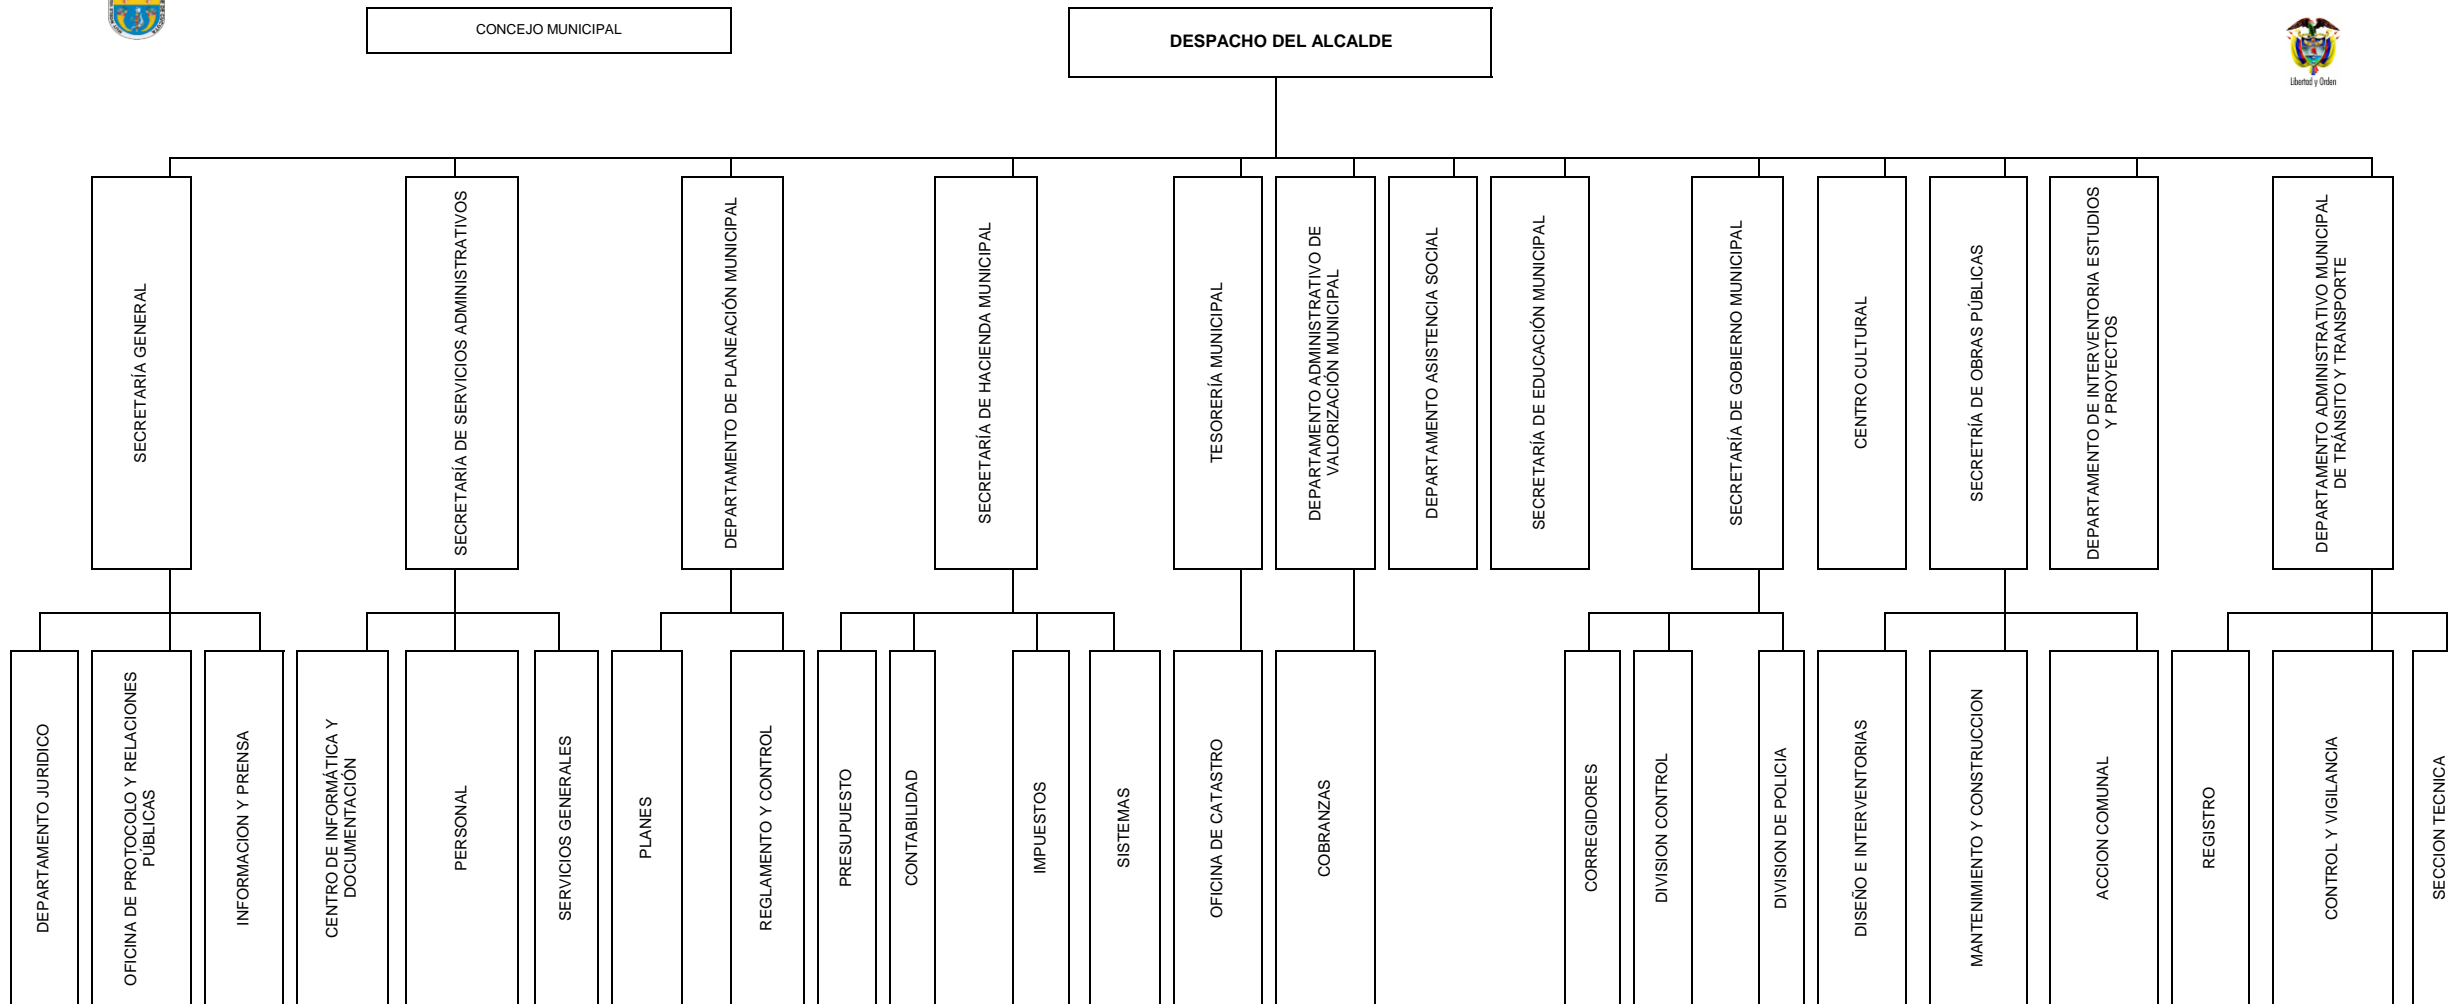 CONCEJO MUNICIPAL
DESPACHO DEL ALCALDE
Libertad y Orden
SECRETARÍA GENERAL
SECRETARÍA DE SERVICIOS ADMINISTRATIVOS
DEPARTAMENTO DE PLANEACIÓN MUNICIPAL
SECRETARÍA DE HACIENDA MUNICIPAL
TESORERÍA MUNICIPAL
DEPARTAMENTO ADMINISTRATIVO DE
VALORIZACIÓN MUNICIPAL
DEPARTAMENTO ASISTENCIA SOCIAL
SECRETARÍA DE EDUCACIÓN MUNICIPAL
SECRETARÍA DE GOBIERNO MUNICIPAL
CENTRO CULTURAL
SECRETRÍA DE OBRAS PÚBLICAS
DEPARTAMENTO DE INTERVENTORIA ESTUDIOS
Y PROYECTOS
DEPARTAMENTO ADMINISTRATIVO MUNICIPAL
DE TRÁNSITO Y TRANSPORTE
DEPARTAMENTO JURIDICO
OFICINA DE PROTOCOLO Y RELACIONES
PÚBLICAS
INFORMACION Y PRENSA
CENTRO DE INFORMÁTICA Y
DOCUMENTACIÓN
PERSONAL
SERVICIOS GENERALES
PLANES
REGLAMENTO Y CONTROL
PRESUPUESTO
CONTABILIDAD
IMPUESTOS
SISTEMAS
OFICINA DE CATASTRO
COBRANZAS
CORREGIDORES
DIVISION CONTROL
DIVISION DE POLICIA
DISEÑO E INTERVENTORIAS
MANTENIMIENTO Y CONSTRUCCION
ACCION COMUNAL
REGISTRO
CONTROL Y VIGILANCIA
SECCION TECNICA